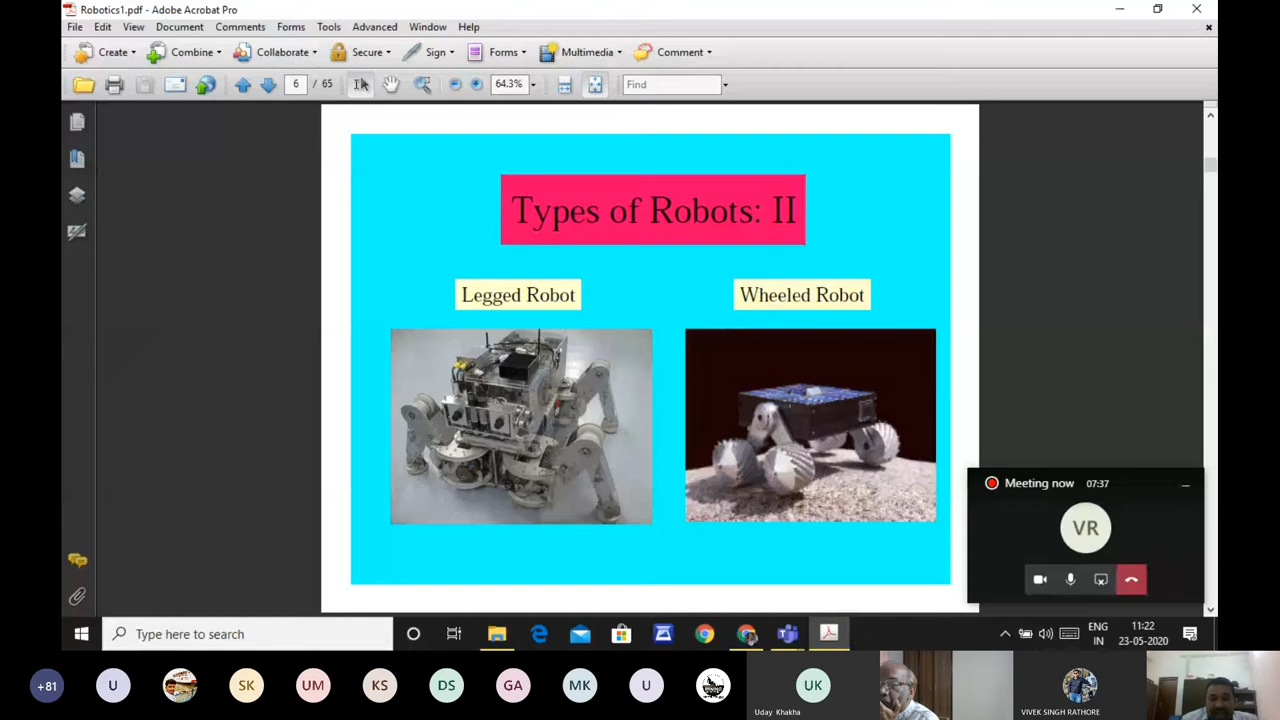 Robotics1.pdf - Adobe Acrobat Pro
File Edit View Document Comments Forms Tools Advanced Window Help
Create Combine Collaborate Secure Sign Forms Multimedia Comment
6 / 65 64.3% Find
Types of Robots: II
Legged Robot Wheeled Robot
Meeting now 07:37
VR
Type here to search
ENG
IN
11:22
23-05-2020
+81 U SK UM KS DS GA MK U UK
Uday Khakha
VIVEK SINGH RATHORE